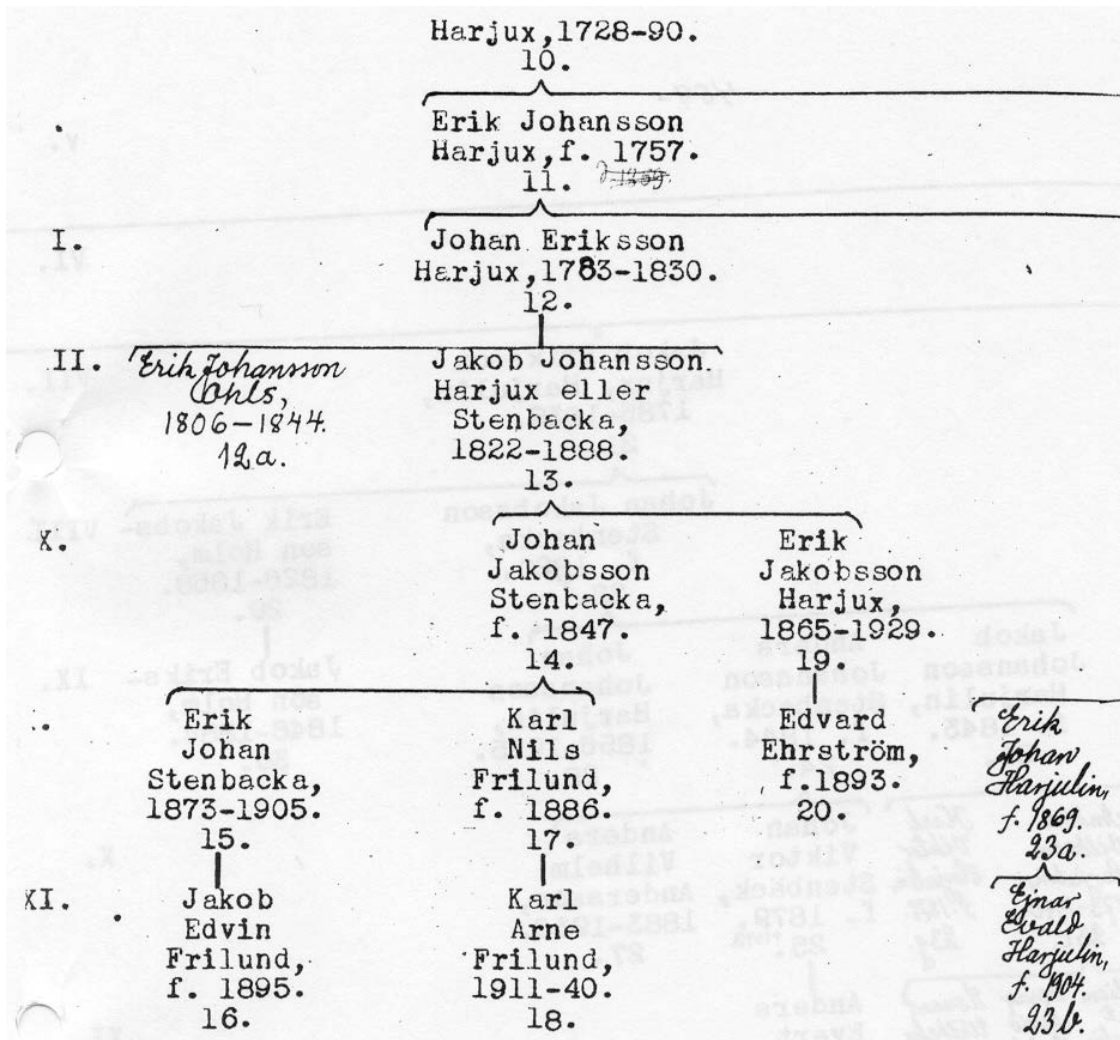 Harjux,1728-90.
10.
Erik Johansson
Harjux,f. 1757.
11.
I.
Johan Eriksson
Harjux,1783-1830.
12.
II.
Erik Johansson
Ohls,
1806-1844.
12a.
Jakob Johansson
Harjux eller
Stenbacka,
1822-1888.
13.
X.
Johan
Jakobsson
Stenbacka,
f. 1847.
14.
Erik
Jakobsson
Harjux,
1865-1929.
19.
Erik
Johan
Stenbacka,
1873-1905.
15.
Karl
Nils
Frilund,
f. 1886.
17.
Edvard
Ehrström,
f.1893.
20.
Erik
Johan
Harjulin,
f. 1869.
23a.
XI.
Jakob
Edvin
Frilund,
f. 1895.
16.
Karl
Arne
Frilund,
1911-40.
18.
Ejnar
Evald
Harjulin,
f. 1904.
23b.